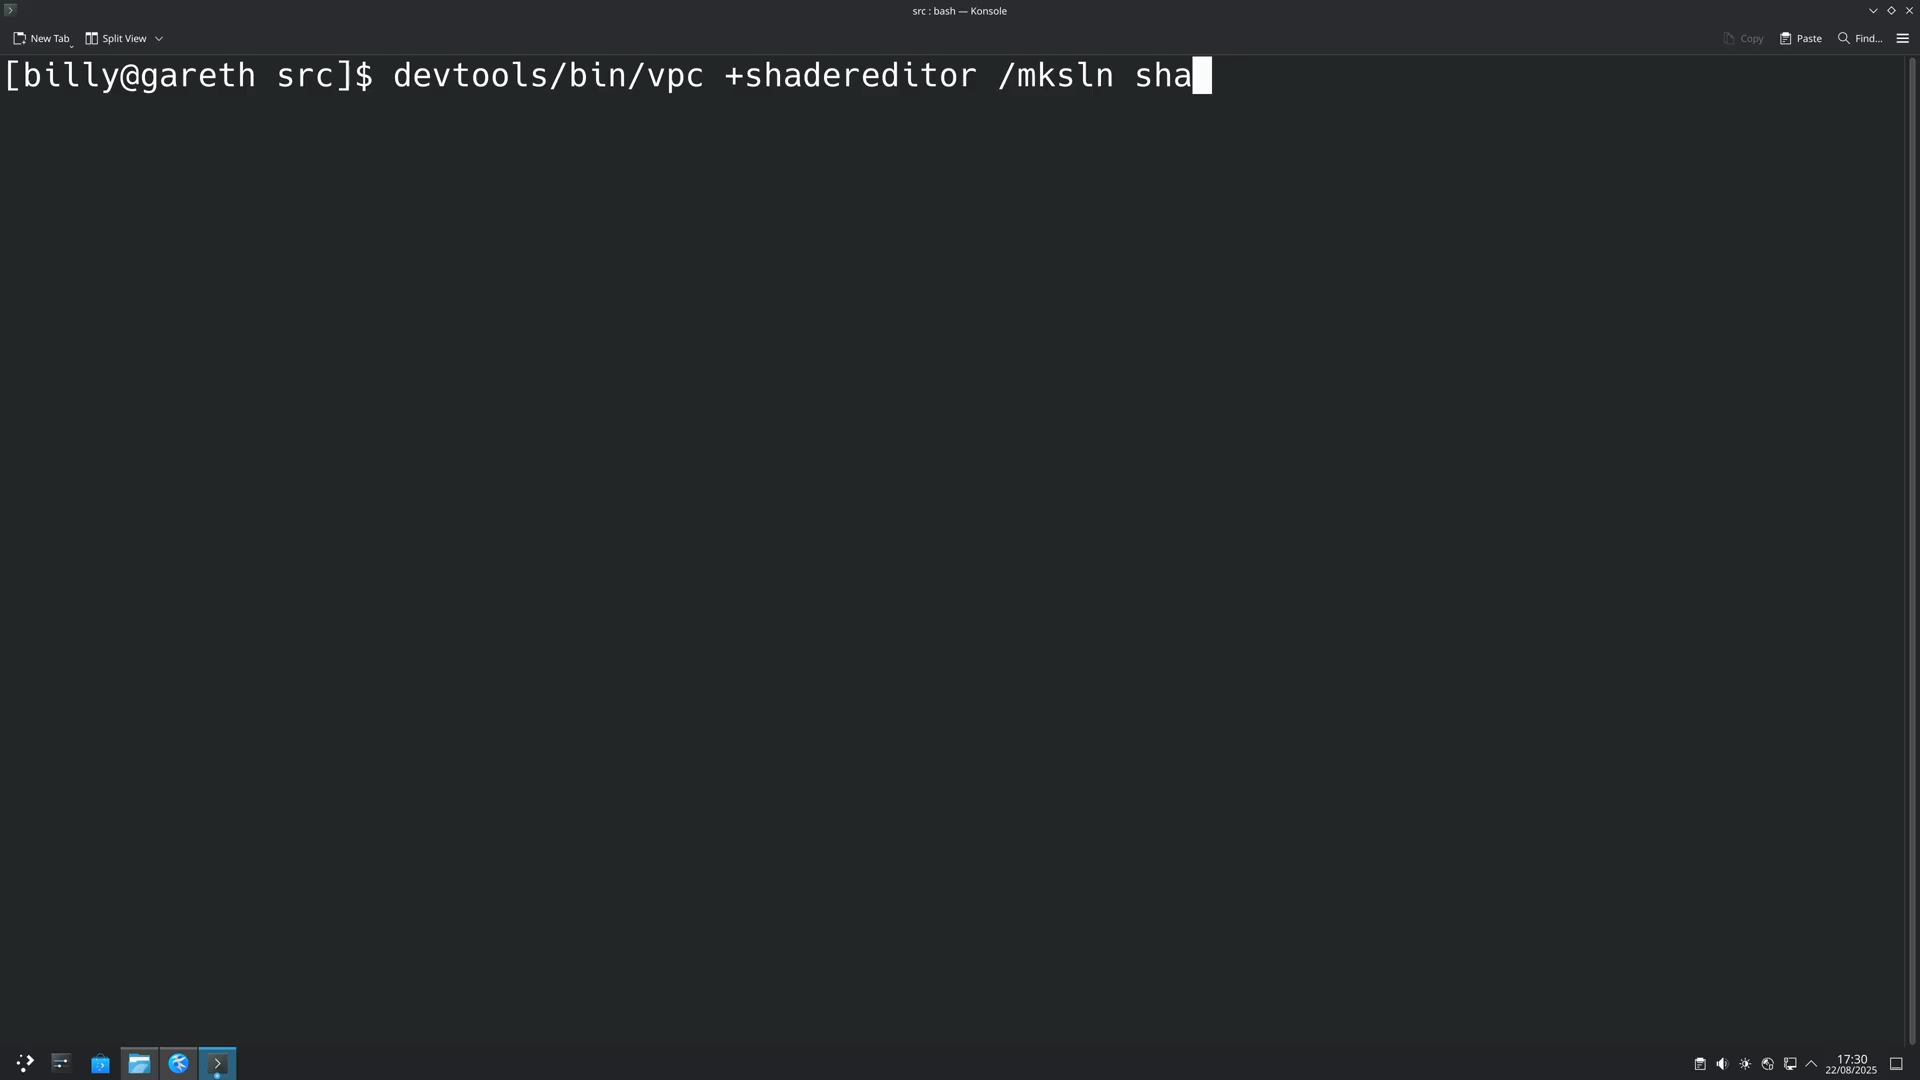 src : bash — Konsole
New Tab Split View Copy Paste Find...
[billy@gareth src]$ devtools/bin/vpc +shadereditor /mksln sha
17:30
22/08/2025